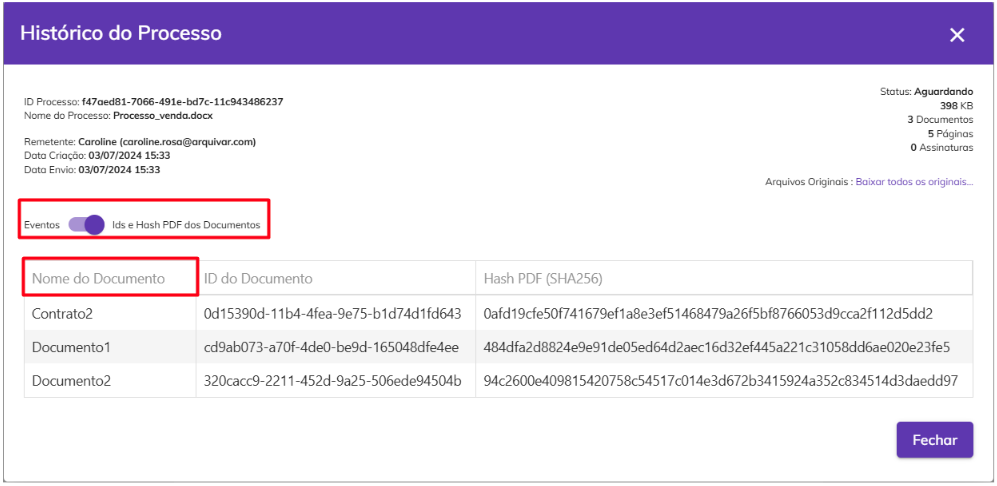 Histórico do Processo
ID Processo: f47aed81-7066-491e-bd7c-11c943486237
Nome do Processo: Processo_venda.docx
Remetente: Caroline (caroline.rosa@arquivar.com)
Data Criação: 03/07/2024 15:33
Data Envio: 03/07/2024 15:33
Status: Aguardando
398 KB
3 Documentos
5 Páginas
0 Assinaturas
Arquivos Originais : Baixar todos os originais...
Eventos Ids e Hash PDF dos Documentos
Nome do Documento ID do Documento Hash PDF (SHA256)
Contrato2 0d15390d-11b4-4fea-9e75-b1d74d1fd643 0afd19cfe50f741679ef1a8e3ef51468479a26f5bf8766053d9cca2f112d5dd2
Documento1 cd9ab073-a70f-4de0-be9d-165048dfe4ee 484dfa2d8824e9e91de05ed64d2aec16d32ef445a221c31058dd6ae020e23fe5
Documento2 320cacc9-2211-452d-9a25-506ede94504b 94c2600e409815420758c54517c014e3d672b3415924a352c834514d3daedd97
Fechar